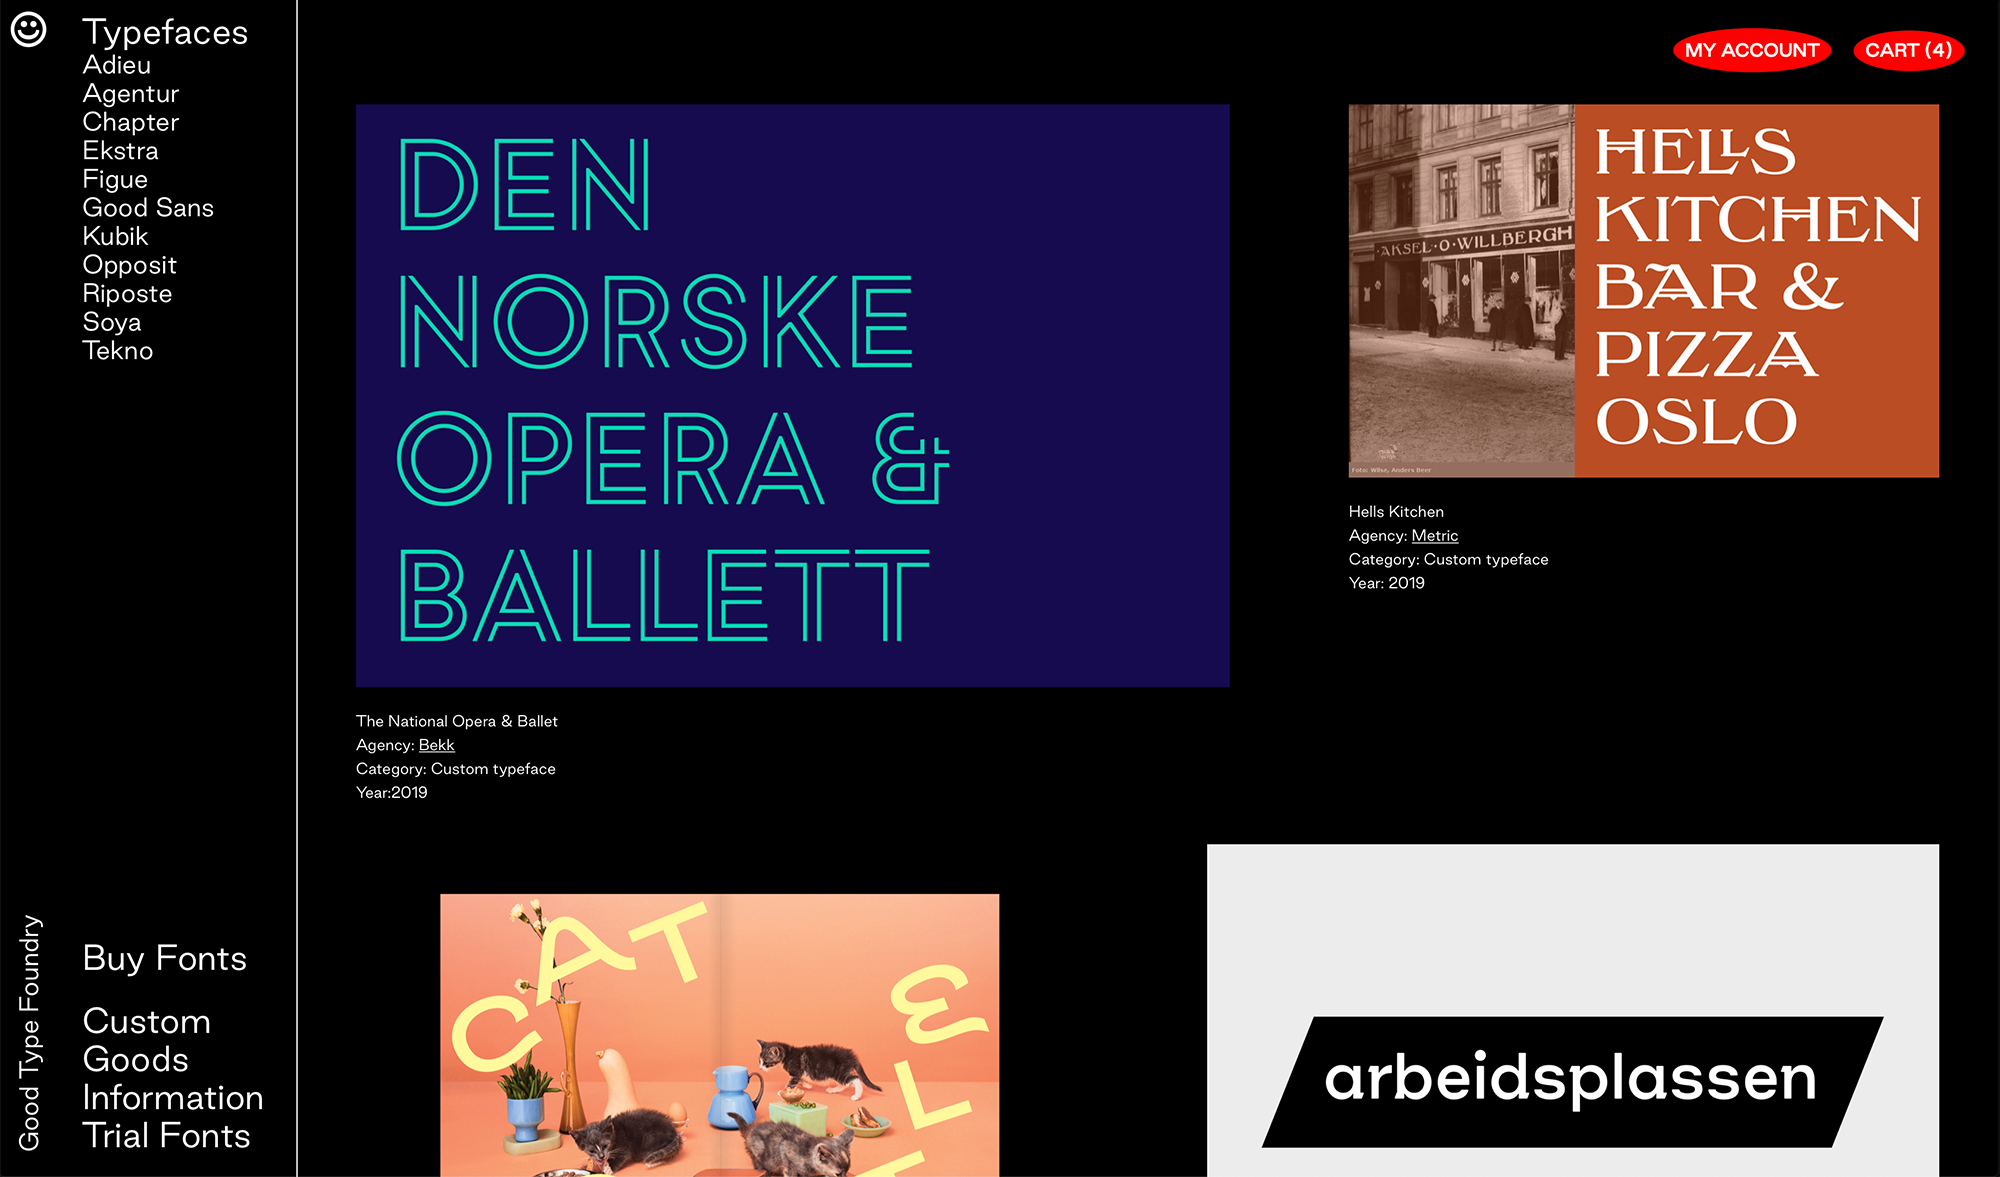 Typefaces
Adieu
Agentur
Chapter
Ekstra
Figue
Good Sans
Kubik
Opposit
Riposte
Soya
Tekno
Buy Fonts
Custom
Goods
Information
Trial Fonts
Good Type Foundry
MY ACCOUNT
CART (4)
DEN
NORSKE
OPERA &
BALLETT
The National Opera & Ballet
Agency: Bekk
Category: Custom typeface
Year:2019
·AKSEL·O·WILLBERGH
Foto: Wilse, Anders Beer
HELLS
KITCHEN
BAR &
PIZZA
OSLO
Hells Kitchen
Agency: Metric
Category: Custom typeface
Year: 2019
CAT
EL
arbeidsplassen